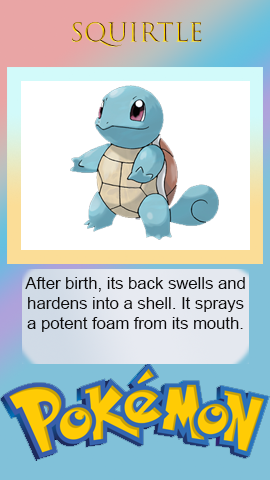 SQUIRTLE
After birth, its back swells and
hardens into a shell. It sprays
a potent foam from its mouth.
POKéMON